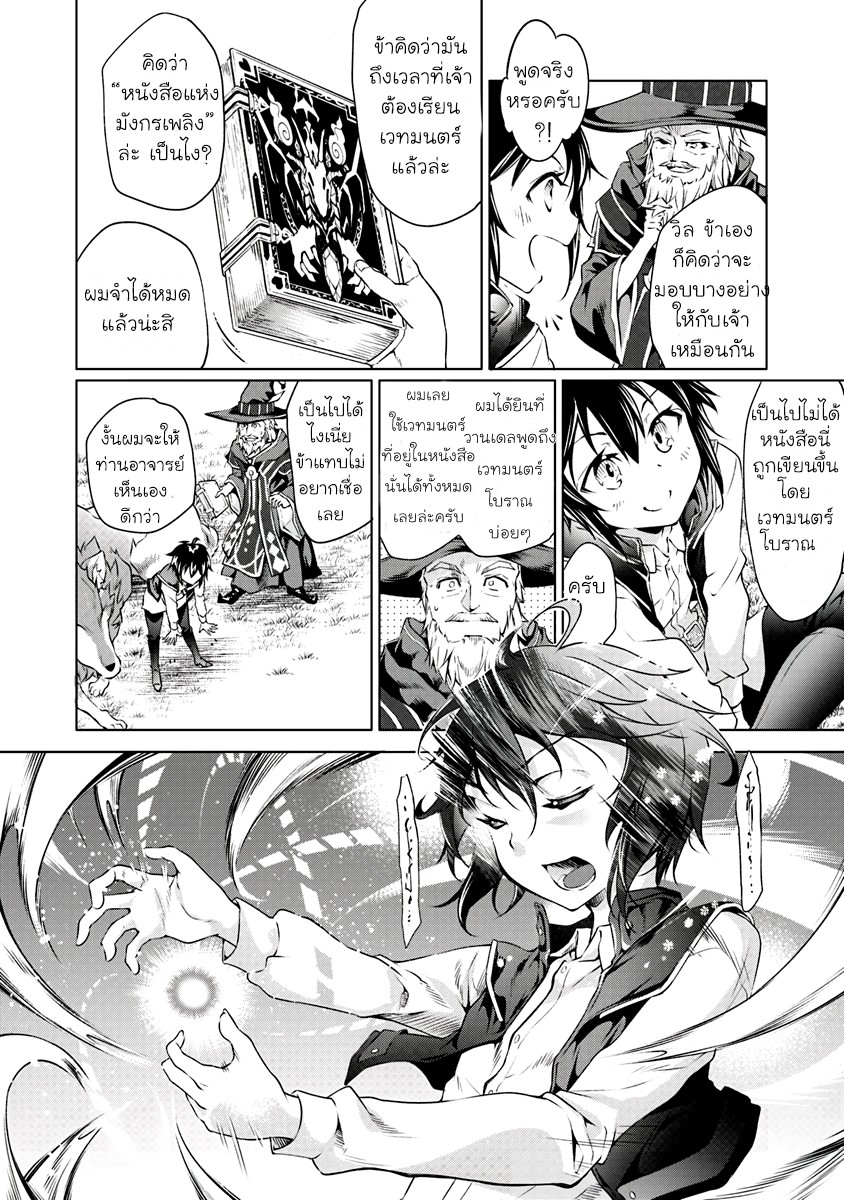 วิล ข้าเอง
ก็คิดว่าจะ
มอบบางอย่าง
ให้กับเจ้า
เหมือนกัน
พูดจริง
หรอครับ
?!
ข้าคิดว่ามัน
ถึงเวลาที่เจ้า
ต้องเรียน
เวทมนตร์
แล้วล่ะ
คิดว่า
“หนังสือแห่ง
มังกรเพลิง”
ล่ะ เป็นไง?
ผมจำได้หมด
แล้วน่ะสิ
เป็นไปไม่ได้
หนังสือนี่
ถูกเขียนขึ้น
โดย
เวทมนตร์
โบราณ
ครับ
ผมได้ยินที่
วานเดลพูดถึง
เวทมนตร์
โบราณ
บ่อยๆ
ผมเลย
ใช้เวทมนตร์
ที่อยู่ในหนังสือ
นั่นได้ทั้งหมด
เลยล่ะครับ
เป็นไปได้
ไงเนี่ย
ข้าแทบไม่
อยากเชื่อ
เลย
งั้นผมจะให้
ท่านอาจารย์
เห็นเอง
ดีกว่า